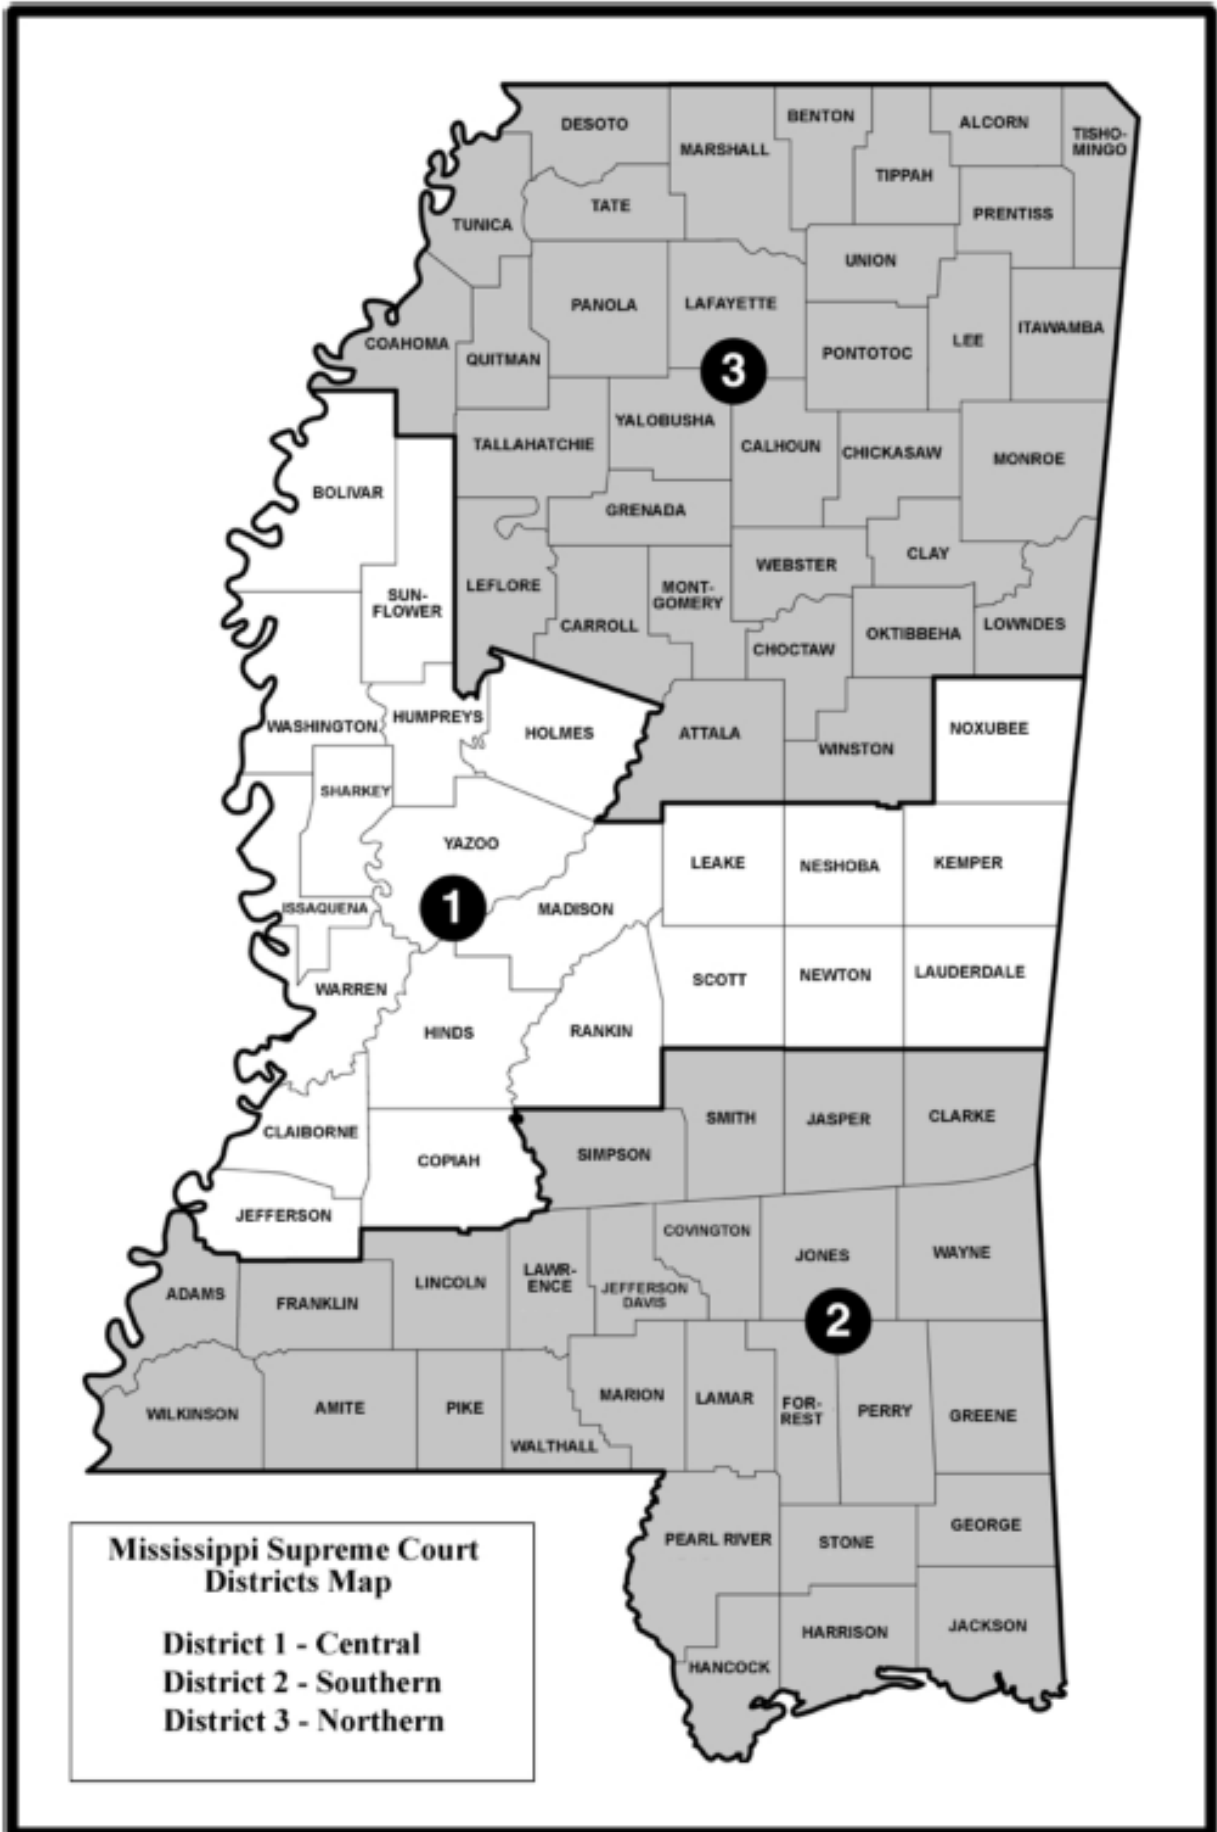 DESOTO
BENTON
ALCORN
TISHO-
MINGO
MARSHALL
TIPPAH
TATE
PRENTISS
TUNICA
UNION
PANOLA
LAFAYETTE
ITAWAMBA
COAHOMA
LEE
QUITMAN
PONTOTOC
3
YALOBUSHA
TALLAHATCHIE
CALHOUN
CHICKASAW
MONROE
BOLIVAR
GRENADA
CLAY
WEBSTER
LEFLORE
SUN-
FLOWER
MONT-
GOMERY
CARROLL
OKTIBBEHA
LOWNDES
CHOCTAW
WASHINGTON
HUMPREYS
HOLMES
ATTALA
WINSTON
NOXUBEE
SHARKEY
YAZOO
LEAKE
NESHOBA
KEMPER
ISSAQUENA
1
MADISON
WARREN
SCOTT
NEWTON
LAUDERDALE
HINDS
RANKIN
CLAIBORNE
SMITH
JASPER
CLARKE
COPIAH
SIMPSON
JEFFERSON
COVINGTON
JONES
WAYNE
ADAMS
FRANKLIN
LINCOLN
LAWR-
ENCE
JEFFERSON
DAVIS
2
WILKINSON
AMITE
PIKE
MARION
LAMAR
FOR-
REST
PERRY
GREENE
WALTHALL
PEARL RIVER
STONE
GEORGE
HARRISON
JACKSON
HANCOCK
Mississippi Supreme Court
Districts Map
District 1 - Central
District 2 - Southern
District 3 - Northern